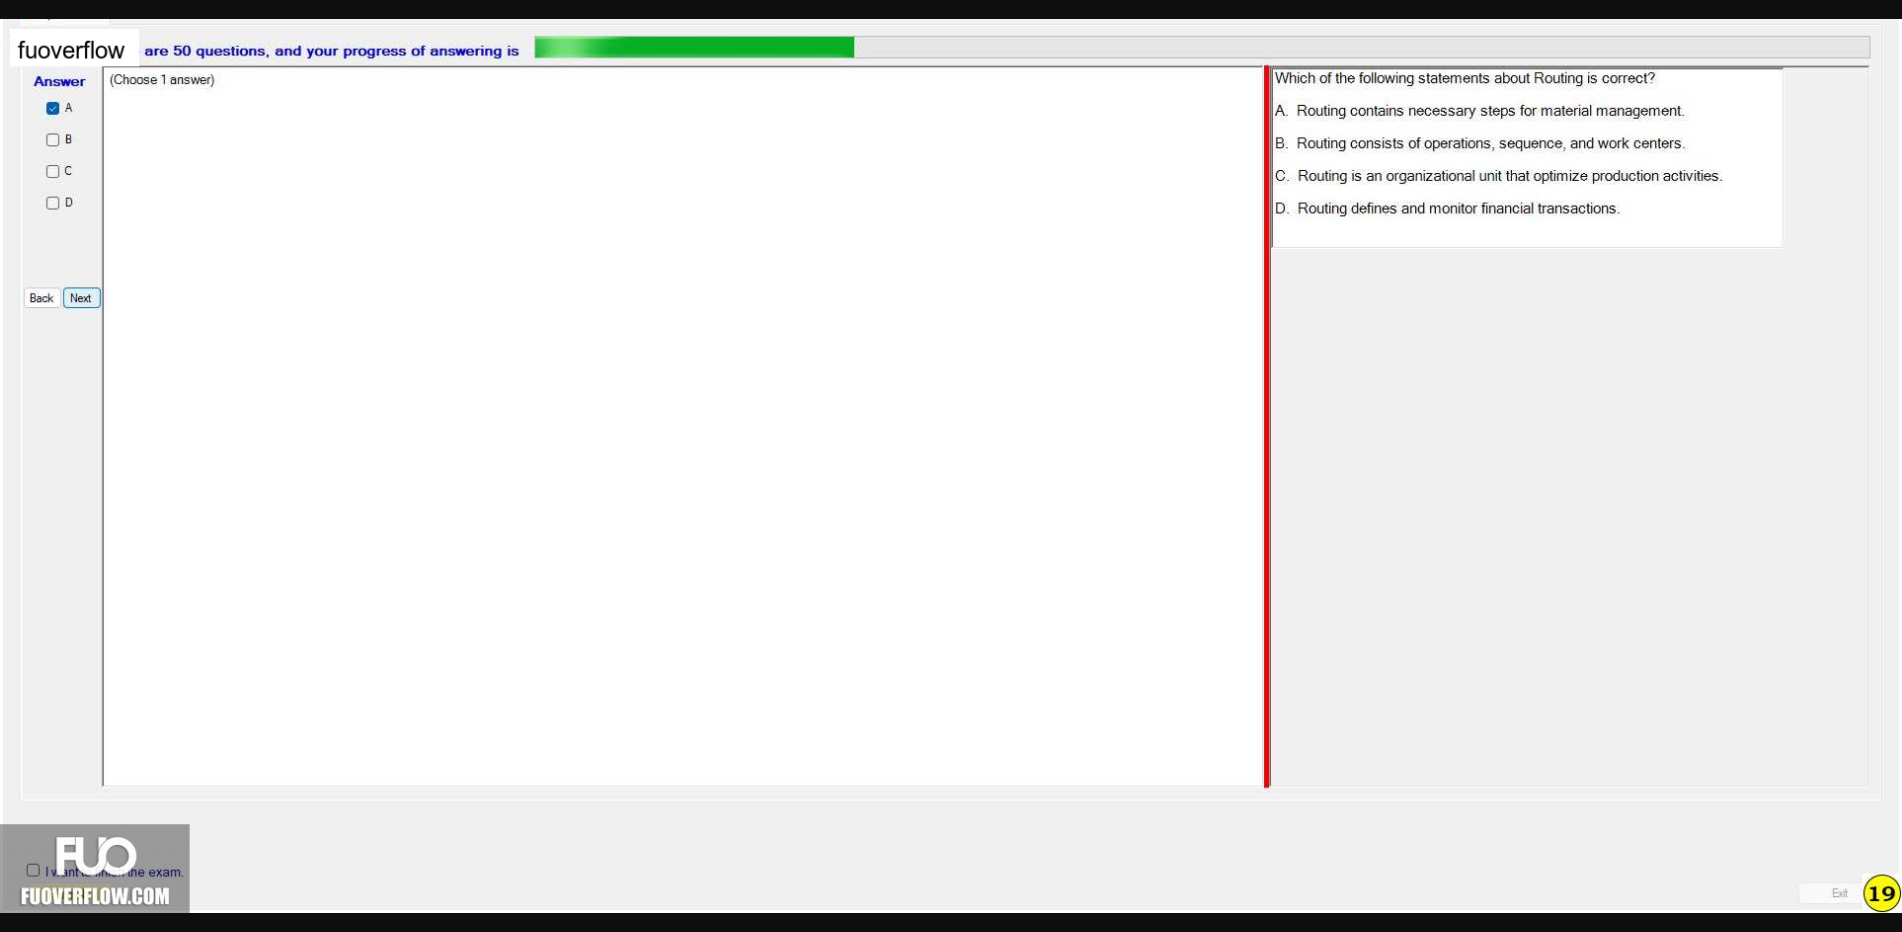 fuoverflow are 50 questions, and your progress of answering is
Answer
(Choose 1 answer)
A
B
C
D
Back Next
Which of the following statements about Routing is correct?
A. Routing contains necessary steps for material management.
B. Routing consists of operations, sequence, and work centers.
C. Routing is an organizational unit that optimize production activities.
D. Routing defines and monitor financial transactions.
FUO
I want to finish the exam.
FUOVERFLOW.COM
Exit
19